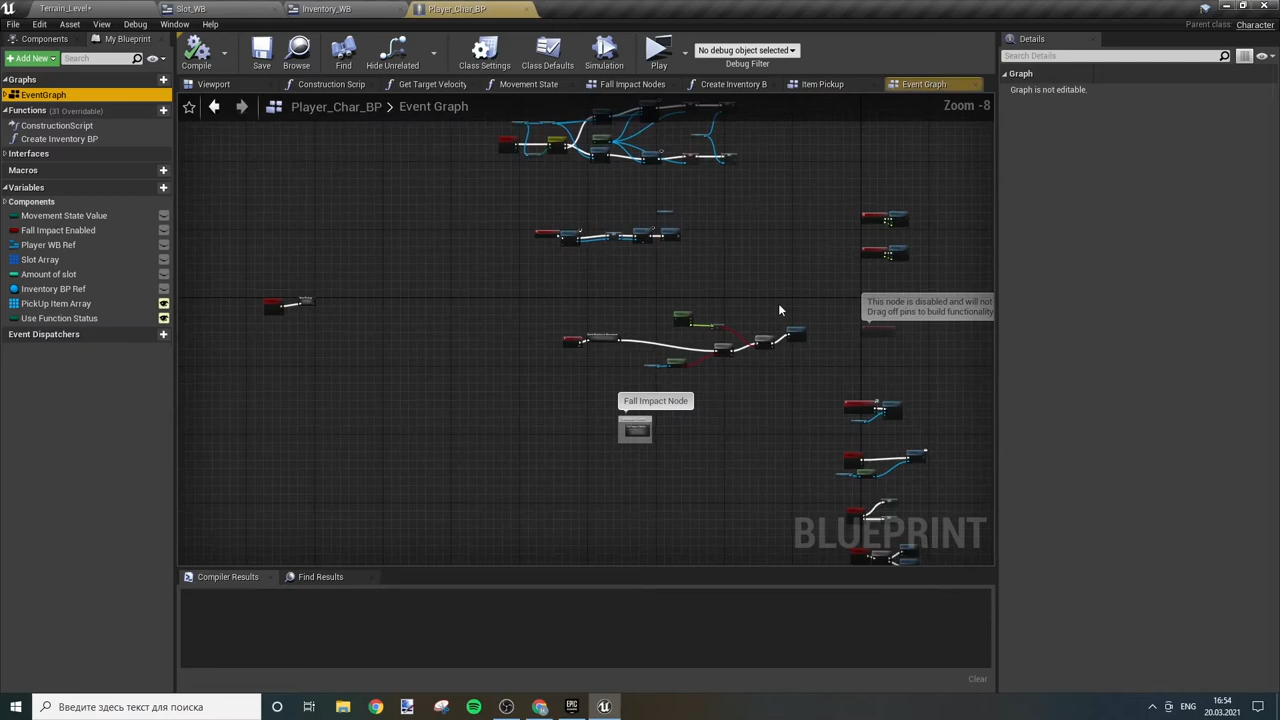 Terrain_Level•
Slot_WB
Inventory_WB
Player_Char_BP
File
Edit
Asset
View
Debug
Window
Help
Parent class: Character
Components
My Blueprint
Add New
Search
Compile
Save
Browse
Find
Hide Unrelated
Class Settings
Class Defaults
Simulation
Play
No debug object selected
Debug Filter
Details
Search Details
Graph
Graph is not editable.
Viewport
Construction Scrip
Get Target Velocity
Movement State
Fall Impact Nodes
Create Inventory B
Item Pickup
Event Graph
Player_Char_BP
Event Graph
Zoom -8
Graphs
EventGraph
Functions (31 Overridable)
ConstructionScript
Create Inventory BP
Interfaces
Macros
Variables
Components
Movement State Value
Fall Impact Enabled
Player WB Ref
Slot Array
Amount of slot
Inventory BP Ref
PickUp Item Array
Use Function Status
Event Dispatchers
This node is disabled and will not
Drag off pins to build functionality
Fall Impact Node
BLUEPRINT
Compiler Results
Find Results
Clear
Введите здесь текст для поиска
ENG
16:54
20.03.2021